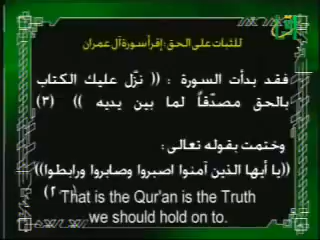 للثبات على الحق : إقرأ سورة آل عمران
فقد بدأت السورة : (( نزّل عليك الكتاب
بالحق مصدّقاً لما بين يديه )) (٣)
وختمت بقوله تعالى :
((يا أيها الذين آمنوا اصبروا وصابروا ورابطوا))
That is the Qur'an is the Truth
we should hold on to.